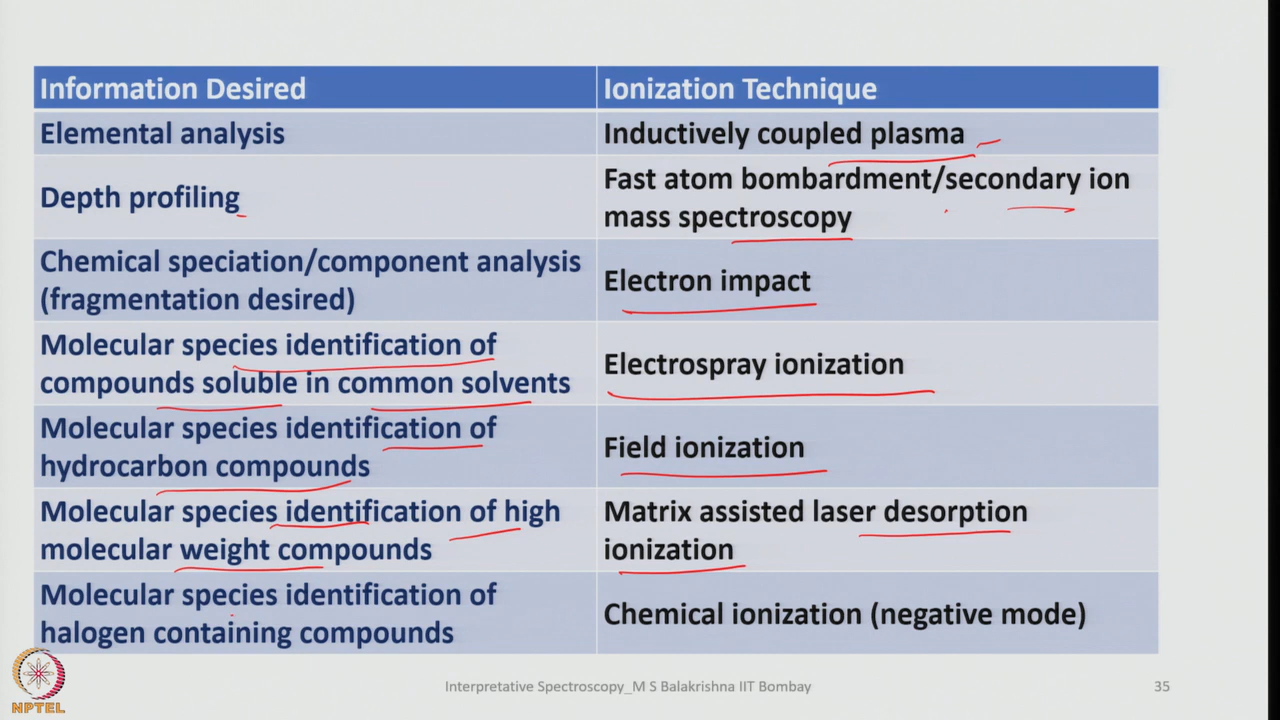 Information Desired
Ionization Technique
Elemental analysis
Inductively coupled plasma
Depth profiling
Fast atom bombardment/secondary ion
mass spectroscopy
Chemical speciation/component analysis
(fragmentation desired)
Electron impact
Molecular species identification of
compounds soluble in common solvents
Electrospray ionization
Molecular species identification of
hydrocarbon compounds
Field ionization
Molecular species identification of high
molecular weight compounds
Matrix assisted laser desorption
ionization
Molecular species identification of
halogen containing compounds
Chemical ionization (negative mode)
NPTEL
Interpretative Spectroscopy_M S Balakrishna IIT Bombay
35